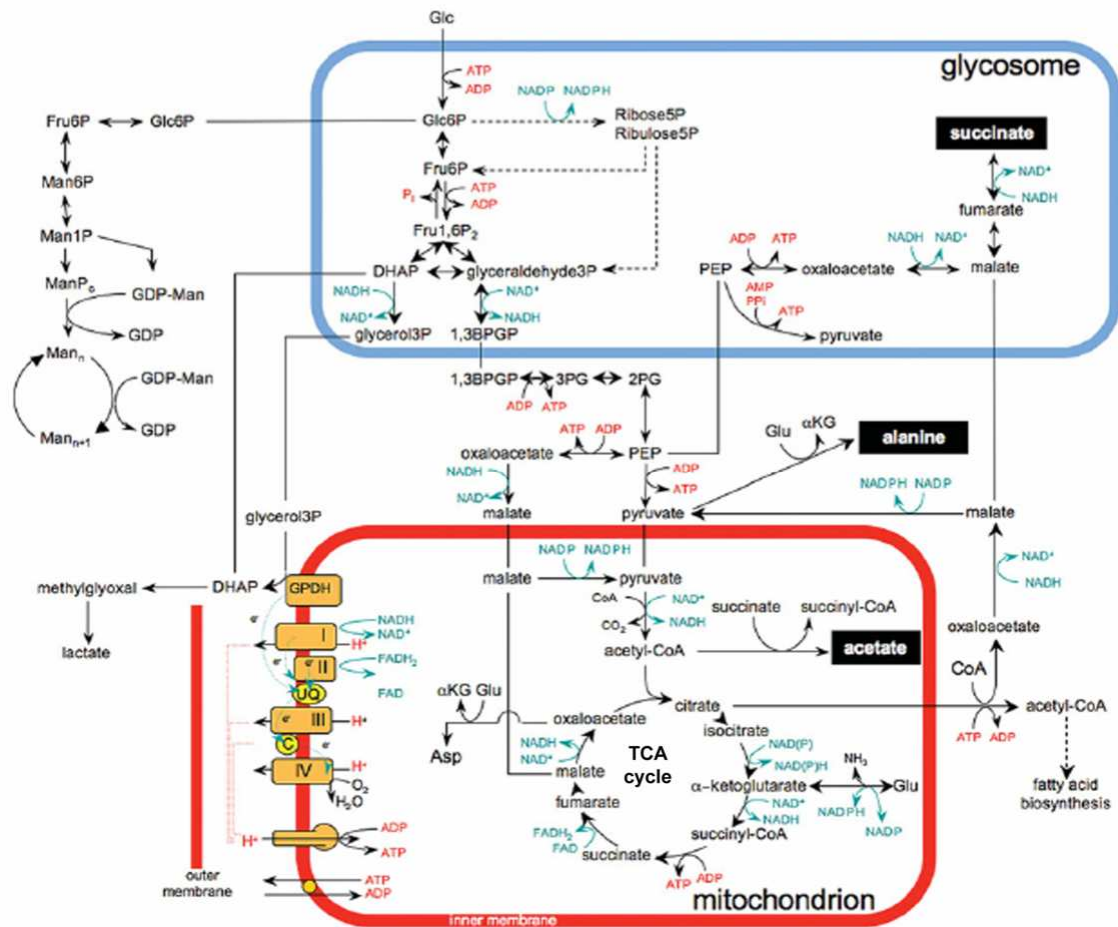 Glc
glycosome
ATP
ADP
NADP NADPH
Fru6P
Glc6P
Glc6P
Ribose5P
Ribulose5P
succinate
Fru6P
NAD+
NADH
Man6P
Pi
ATP
ADP
fumarate
Man1P
Fru1,6P2
ADP ATP
NADH NAD+
DHAP
glyceraldehyde3P
PEP
oxaloacetate
malate
ManP6
GDP-Man
NADH
NAD+
NAD+
NADH
AMP
PPI
ATP
GDP
glycerol3P
1,3BPGP
pyruvate
Mann
GDP-Man
1,3BPGP
3PG
2PG
ADP ATP
Glu
αKG
alanine
GDP
Mann+1
ATP ADP
oxaloacetate
PEP
NADH
NAD+
ADP
ATP
NADPH NADP
glycerol3P
malate
pyruvate
malate
NADP NADPH
NAD+
NADH
methylglyoxal
DHAP
GPDH
malate
pyruvate
CoA
CO2
NAD+
NADH
succinate
succinyl-CoA
e-
I
NADH
NAD+
H+
oxaloacetate
lactate
acetyl-CoA
acetate
e-
e-
II
FADH2
FAD
CoA
UQ
αKG Glu
citrate
acetyl-CoA
e-
III
H+
oxaloacetate
isocitrate
ATP ADP
C
e-
Asp
NADH
NAD+
TCA
cycle
NAD(P)
NAD(P)H
NH3
IV
H+
O2
H2O
malate
α-ketoglutarate
Glu
fatty acid
biosynthesis
fumarate
NAD+
NADH
NADPH
NADP
H+
ADP
ATP
FADH2
FAD
succinyl-CoA
succinate
ATP
ADP
outer
membrane
ATP
ADP
mitochondrion
inner membrane